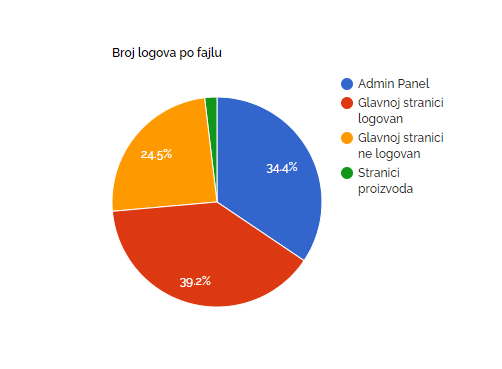 Broj logova po fajlu
Admin Panel
Glavnoj stranici
logovan
Glavnoj stranici
ne logovan
Stranici
proizvoda
34.4%
24.5%
39.2%